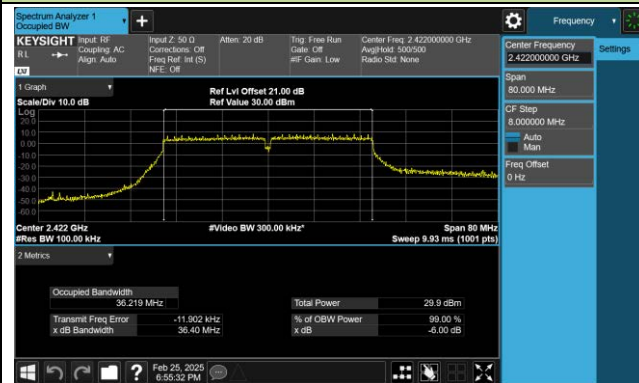 Spectrum Analyzer 1
Occupied BW
Frequency
KEYSIGHT
RL
LXI
Input: RF
Coupling: AC
Align: Auto
Input Z: 50 Ω
Corrections: Off
Freq Ref: Int (S)
NFE: Off
Atten: 20 dB
Trig: Free Run
Gate: Off
#IF Gain: Low
Center Freq: 2.422000000 GHz
Avg|Hold: 500/500
Radio Std: None
Center Frequency
2.422000000 GHz
Settings
Span
80.000 MHz
CF Step
8.000000 MHz
Auto
Man
Freq Offset
0 Hz
1 Graph
Scale/Div 10.0 dB
Ref Lvl Offset 21.00 dB
Ref Value 30.00 dBm
Log
20.0
10.0
0.00
-10.0
-20.0
-30.0
-40.0
-50.0
-60.0
Center 2.422 GHz
#Res BW 100.00 kHz
#Video BW 300.00 kHz*
Span 80 MHz
Sweep 9.93 ms (1001 pts)
2 Metrics
Occupied Bandwidth
36.219 MHz
Total Power 29.9 dBm
Transmit Freq Error -11.902 kHz
% of OBW Power 99.00 %
x dB Bandwidth 36.40 MHz
x dB -6.00 dB
?
Feb 25, 2025
6:55:32 PM